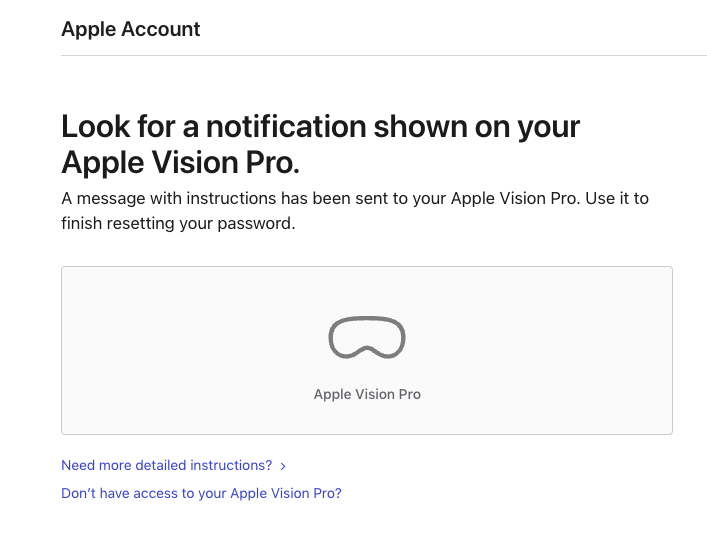 Apple Account
Look for a notification shown on your
Apple Vision Pro.
A message with instructions has been sent to your Apple Vision Pro. Use it to
finish resetting your password.
Apple Vision Pro
Need more detailed instructions? ›
Don’t have access to your Apple Vision Pro?